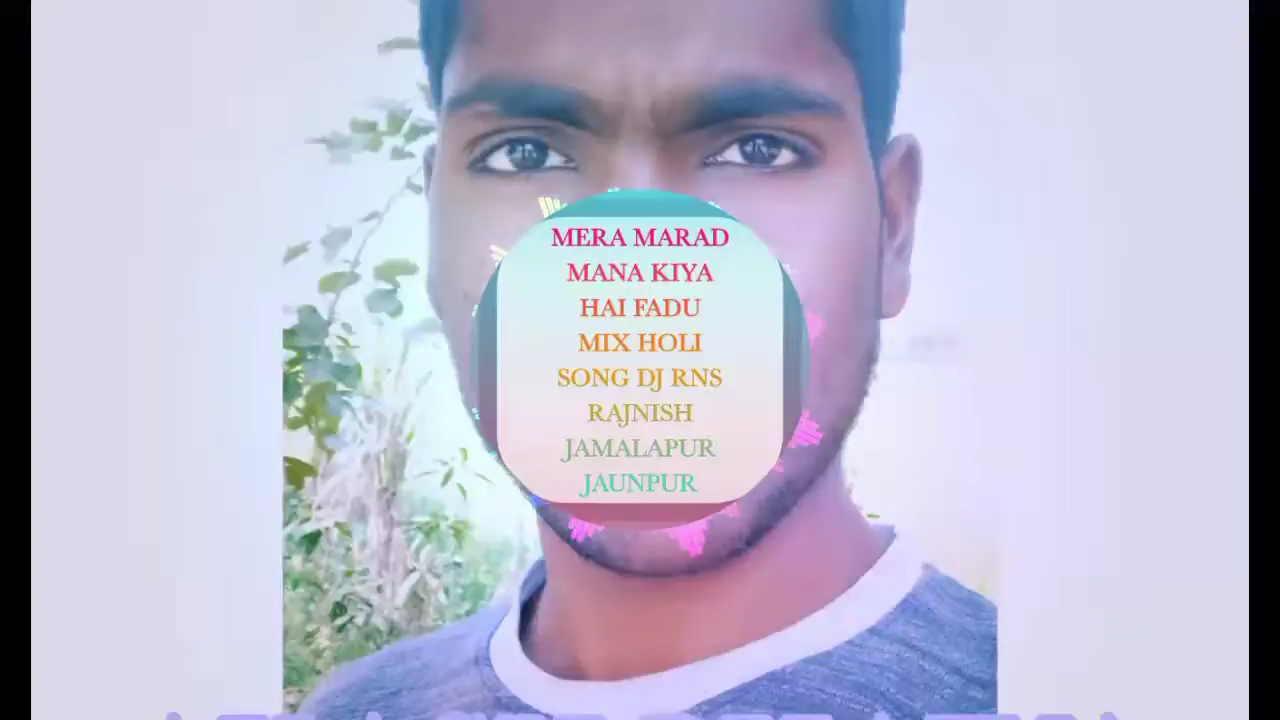 MERA MARAD
MANA KIYA
HAI FADU
MIX HOLI
SONG DJ RNS
RAJNISH
JAMALAPUR
JAUNPUR